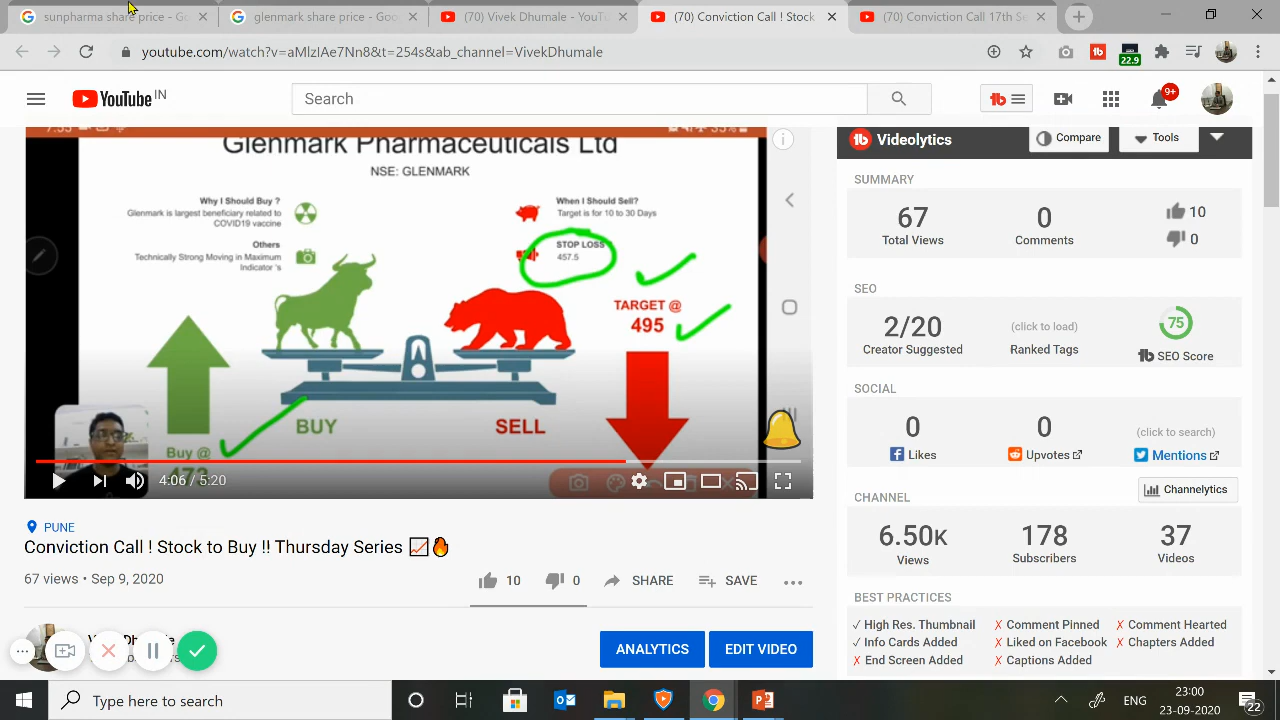 sunpharma share price - Go
glenmark share price - Goo
(70) Vivek Dhumale - YouTu
(70) Conviction Call ! Stock t
(70) Conviction Call 17th Se
youtube.com/watch?v=aMlzIAe7Nn8&t=254s&ab_channel=VivekDhumale
22.9
YouTube IN
Search
9+
Glenmark Pharmaceuticals Ltd
NSE: GLENMARK
Why I Should Buy ?
Glenmark is largest beneficiary related to
COVID19 vaccine
Others
Technically Strong Moving in Maximum
Indicator 's
When I Should Sell?
Target is for 10 to 30 Days
STOP LOSS
457.5
TARGET @
495
BUY
SELL
Buy @
4:06 / 5:20
PUNE
Conviction Call ! Stock to Buy !! Thursday Series
67 views • Sep 9, 2020
10
0
SHARE
SAVE
ANALYTICS
EDIT VIDEO
Videolytics
Compare
Tools
SUMMARY
67
Total Views
0
Comments
10
0
SEO
2/20
Creator Suggested
(click to load)
Ranked Tags
75
SEO Score
SOCIAL
0
Likes
0
Upvotes
(click to search)
Mentions
CHANNEL
Channelytics
6.50K
Views
178
Subscribers
37
Videos
BEST PRACTICES
✓ High Res. Thumbnail
✗ Comment Pinned
✗ Comment Hearted
✓ Info Cards Added
✗ Liked on Facebook
✗ Chapters Added
✗ End Screen Added
✗ Captions Added
Type here to search
ENG
23:00
23-09-2020
22